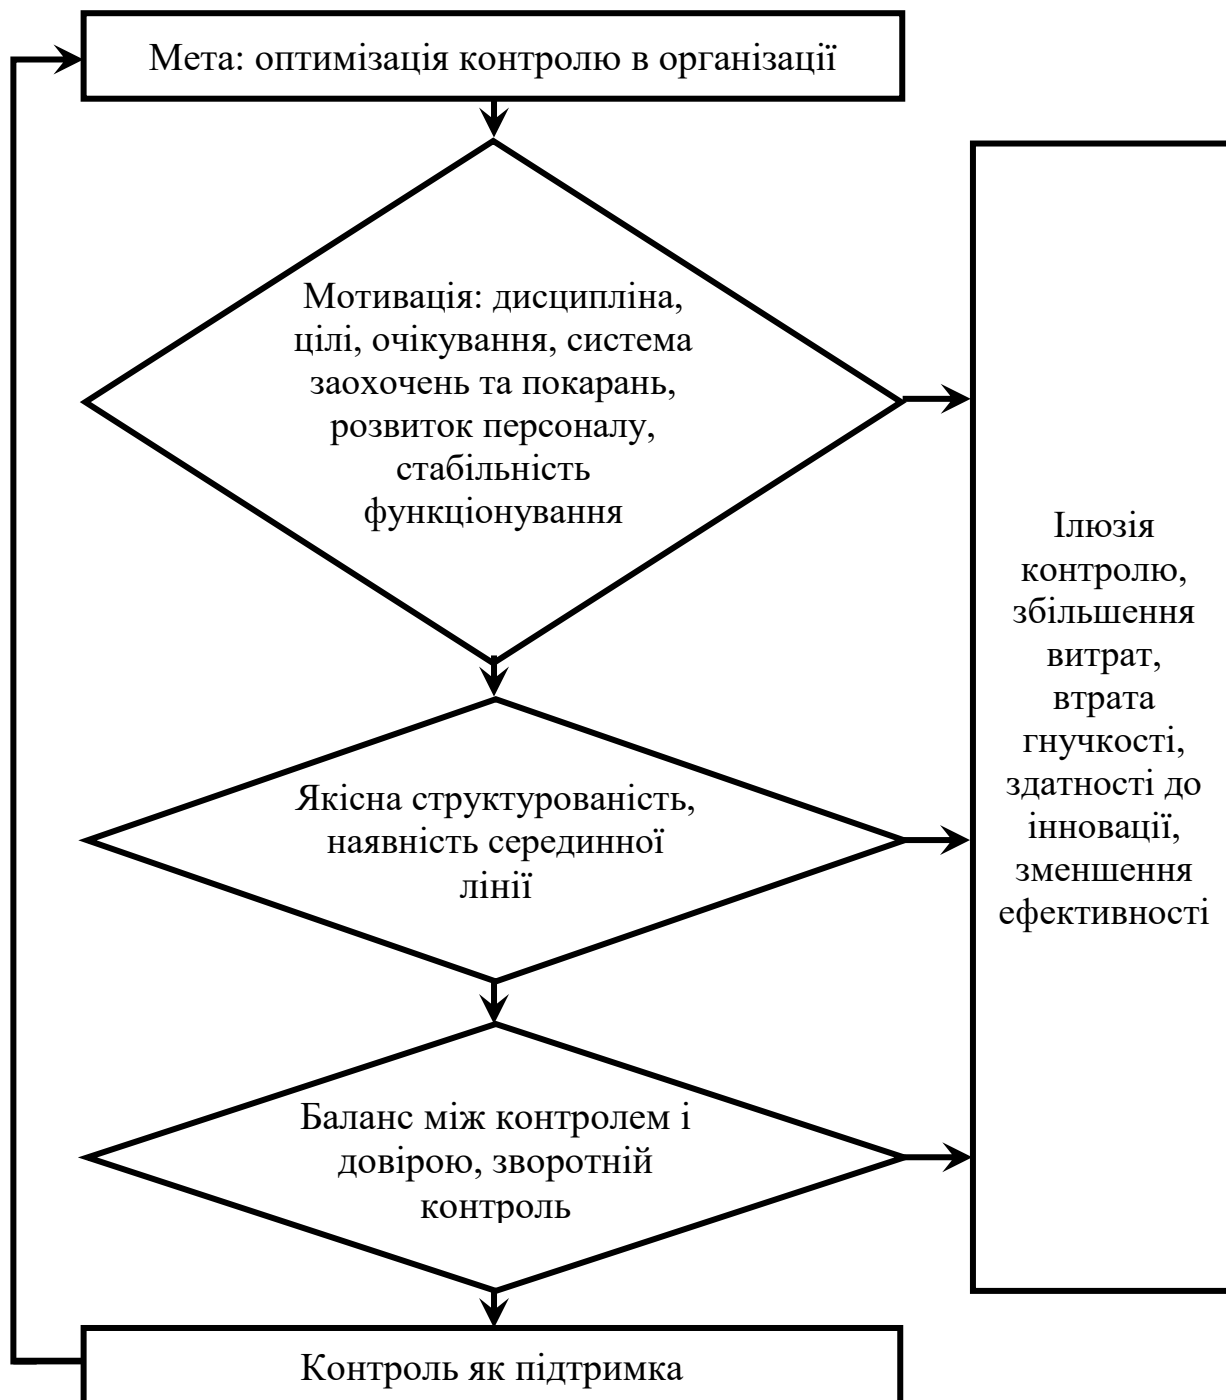 Мета: оптимізація контролю в організації
Мотивація: дисципліна,
цілі, очікування, система
заохочень та покарань,
розвиток персоналу,
стабільність
функціонування
Якісна структурованість,
наявність серединної
лінії
Баланс між контролем і
довірою, зворотній
контроль
Контроль як підтримка
Ілюзія
контролю,
збільшення
витрат,
втрата
гнучкості,
здатності до
інновації,
зменшення
ефективності